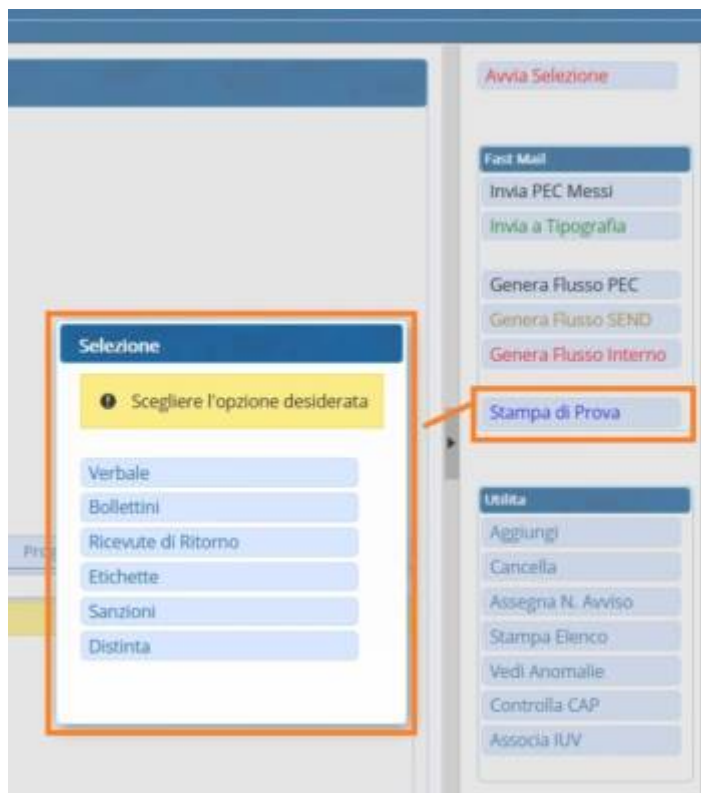 Avvia Selezione
Fast Mail
Invia PEC Messi
Invia a Tipografia
Genera Flusso PEC
Genera Flusso SEND
Genera Flusso Interno
Stampa di Prova
Selezione
Scegliere l'opzione desiderata
Verbale
Bollettini
Ricevute di Ritorno
Etichette
Sanzioni
Distinta
Utilita
Aggiungi
Cancella
Assegna N. Avviso
Stampa Elenco
Vedi Anomalie
Controlla CAP
Associa IUV